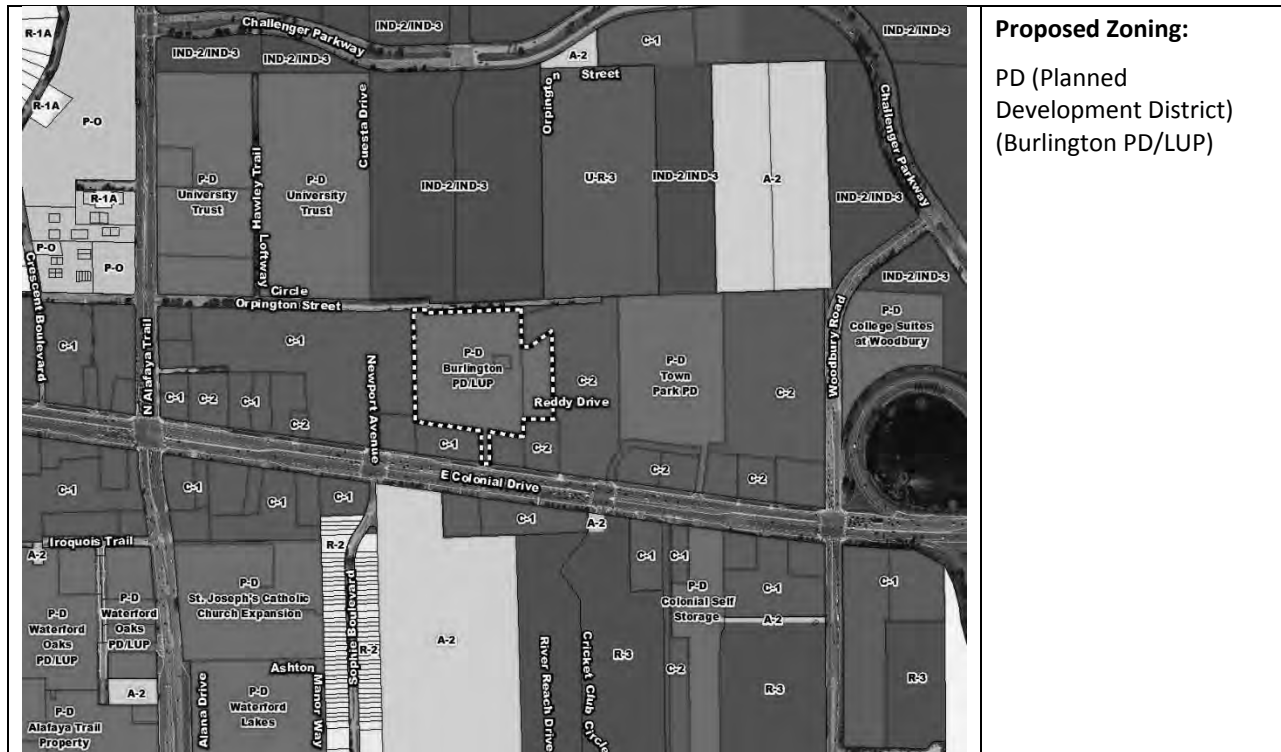 Challenger Parkway
IND-2/IND-3
IND-2/IND-3
R-1A
IND-2/IND-3
IND-2/IND-3
C-1
A-2
Orpington
Street
R-1A
P-O
Cuesta Drive
Challenger Parkway
P-D
University
Trust
Hawley Trail
P-D
University
Trust
IND-2/IND-3
U-R-3
IND-2/IND-3
A-2
IND-2/IND-3
R-1A
P-O
P-O
Loftway
Circle
Orpington Street
Crescent Boulevard
N Alafaya Trail
IND-2/IND-3
P-D
College Suites
at Woodbury
Woodbury Road
C-1
C-1
Newport Avenue
P-D
Burlington
PD/LUP
C-2
P-D
Town
Park PD
C-2
Reddy Drive
C-1
C-2
C-1
C-2
C-1
C-2
C-2
C-2
E Colonial Drive
C-1
C-1
C-1
C-1
C-1
A-2
Iroquois Trail
A-2
R-2
C-1
C-1
C-1
C-1
P-D
Waterford
Oaks
PD/LUP
P-D
Waterford
Oaks
PD/LUP
P-D
St. Joseph's Catholic
Church Expansion
Sophie Boulevard
R-2
A-2
River Reach Drive
Cricket Club Circle
R-3
P-D
Colonial Self
Storage
A-2
C-2
R-3
R-3
A-2
P-D
Alafaya Trail
Property
Alana Drive
Ashton
Manor Way
P-D
Waterford
Lakes
Proposed Zoning:
PD (Planned
Development District)
(Burlington PD/LUP)